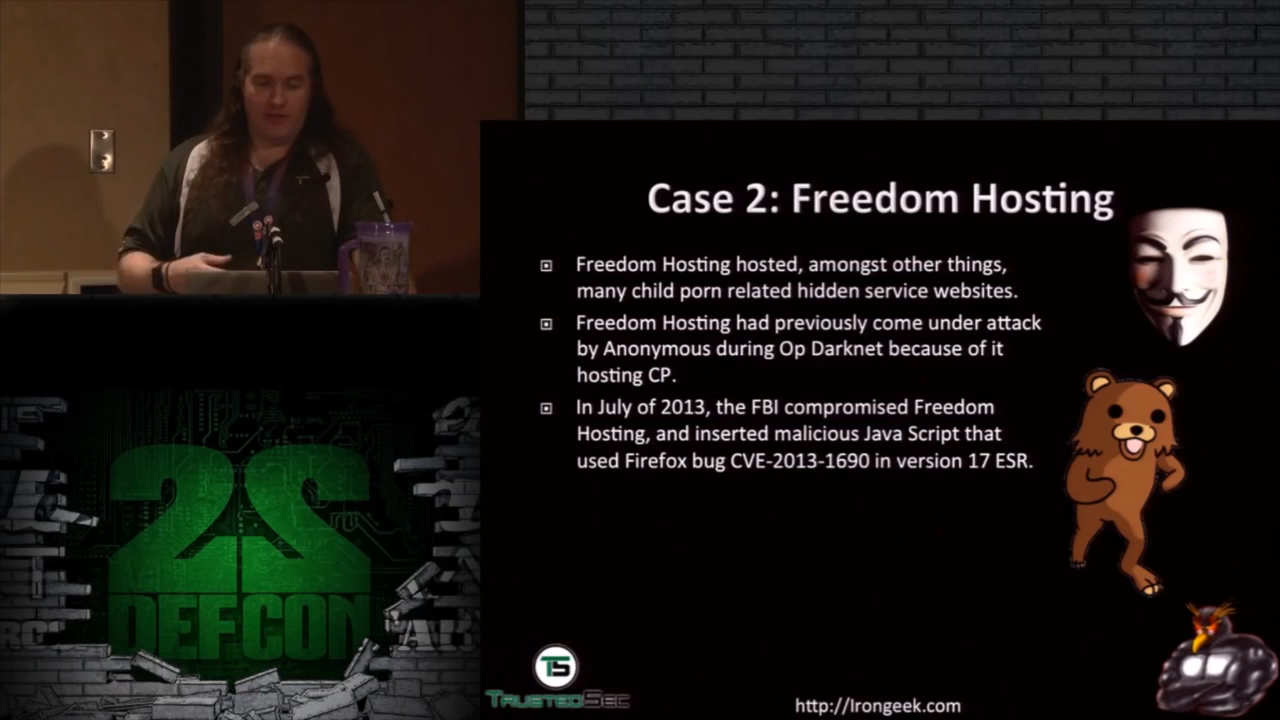 Case 2: Freedom Hosting
Freedom Hosting hosted, amongst other things,
many child porn related hidden service websites.
Freedom Hosting had previously come under attack
by Anonymous during Op Darknet because of it
hosting CP.
In July of 2013, the FBI compromised Freedom
Hosting, and inserted malicious Java Script that
used Firefox bug CVE-2013-1690 in version 17 ESR.
22
DEFCON
TS
TRUSTEDSEC
http://Irongeek.com